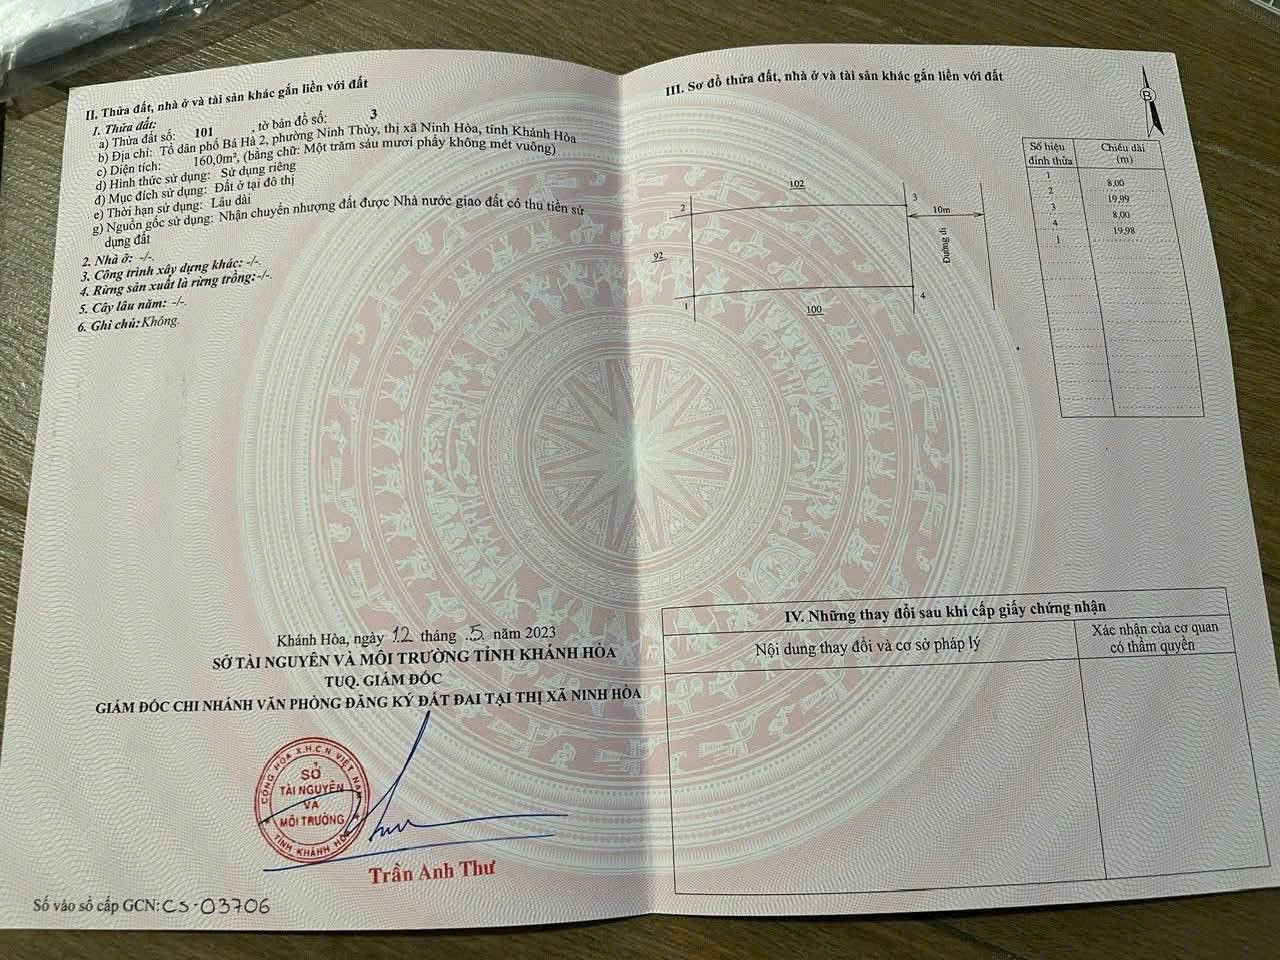 II. Thửa đất, nhà ở và tài sản khác gắn liền với đất
1. Thửa đất:
a) Thửa đất số: 101 , tờ bản đồ số: 3
b) Địa chỉ: Tổ dân phố Bá Hà 2, phường Ninh Thủy, thị xã Ninh Hòa, tỉnh Khánh Hòa
c) Diện tích: 160,0m², (bằng chữ: Một trăm sáu mươi phẩy không mét vuông)
d) Hình thức sử dụng: Sử dụng riêng
đ) Mục đích sử dụng: Đất ở tại đô thị
e) Thời hạn sử dụng: Lâu dài
g) Nguồn gốc sử dụng: Nhận chuyển nhượng đất được Nhà nước giao đất có thu tiền sử
dụng đất
2. Nhà ở: -/-.
3. Công trình xây dựng khác: -/-.
4. Rừng sản xuất là rừng trồng:-/-.
5. Cây lâu năm: -/-.
6. Ghi chú: Không.
Khánh Hòa, ngày 12 tháng .5. năm 2023
SỞ TÀI NGUYÊN VÀ MÔI TRƯỜNG TỈNH KHÁNH HÒA
TUQ. GIÁM ĐỐC
GIÁM ĐỐC CHI NHÁNH VĂN PHÒNG ĐĂNG KÝ ĐẤT ĐAI TẠI THỊ XÃ NINH HÒA
CỘNG HÒA X.H.C.N VIỆT NAM
SỞ
TÀI NGUYÊN
VÀ
MÔI TRƯỜNG
TỈNH KHÁNH HÒA
Trần Anh Thư
Số vào sổ cấp GCN: CS-03706
III. Sơ đồ thửa đất, nhà ở và tài sản khác gắn liền với đất
B
102
2
3
10m
Đường đi
92
1
4
100
Số hiệu đỉnh thửa
Chiều dài (m)
1
8,00
2
19,99
3
8,00
4
19,98
1
IV. Những thay đổi sau khi cấp giấy chứng nhận
Nội dung thay đổi và cơ sở pháp lý
Xác nhận của cơ quan
có thẩm quyền